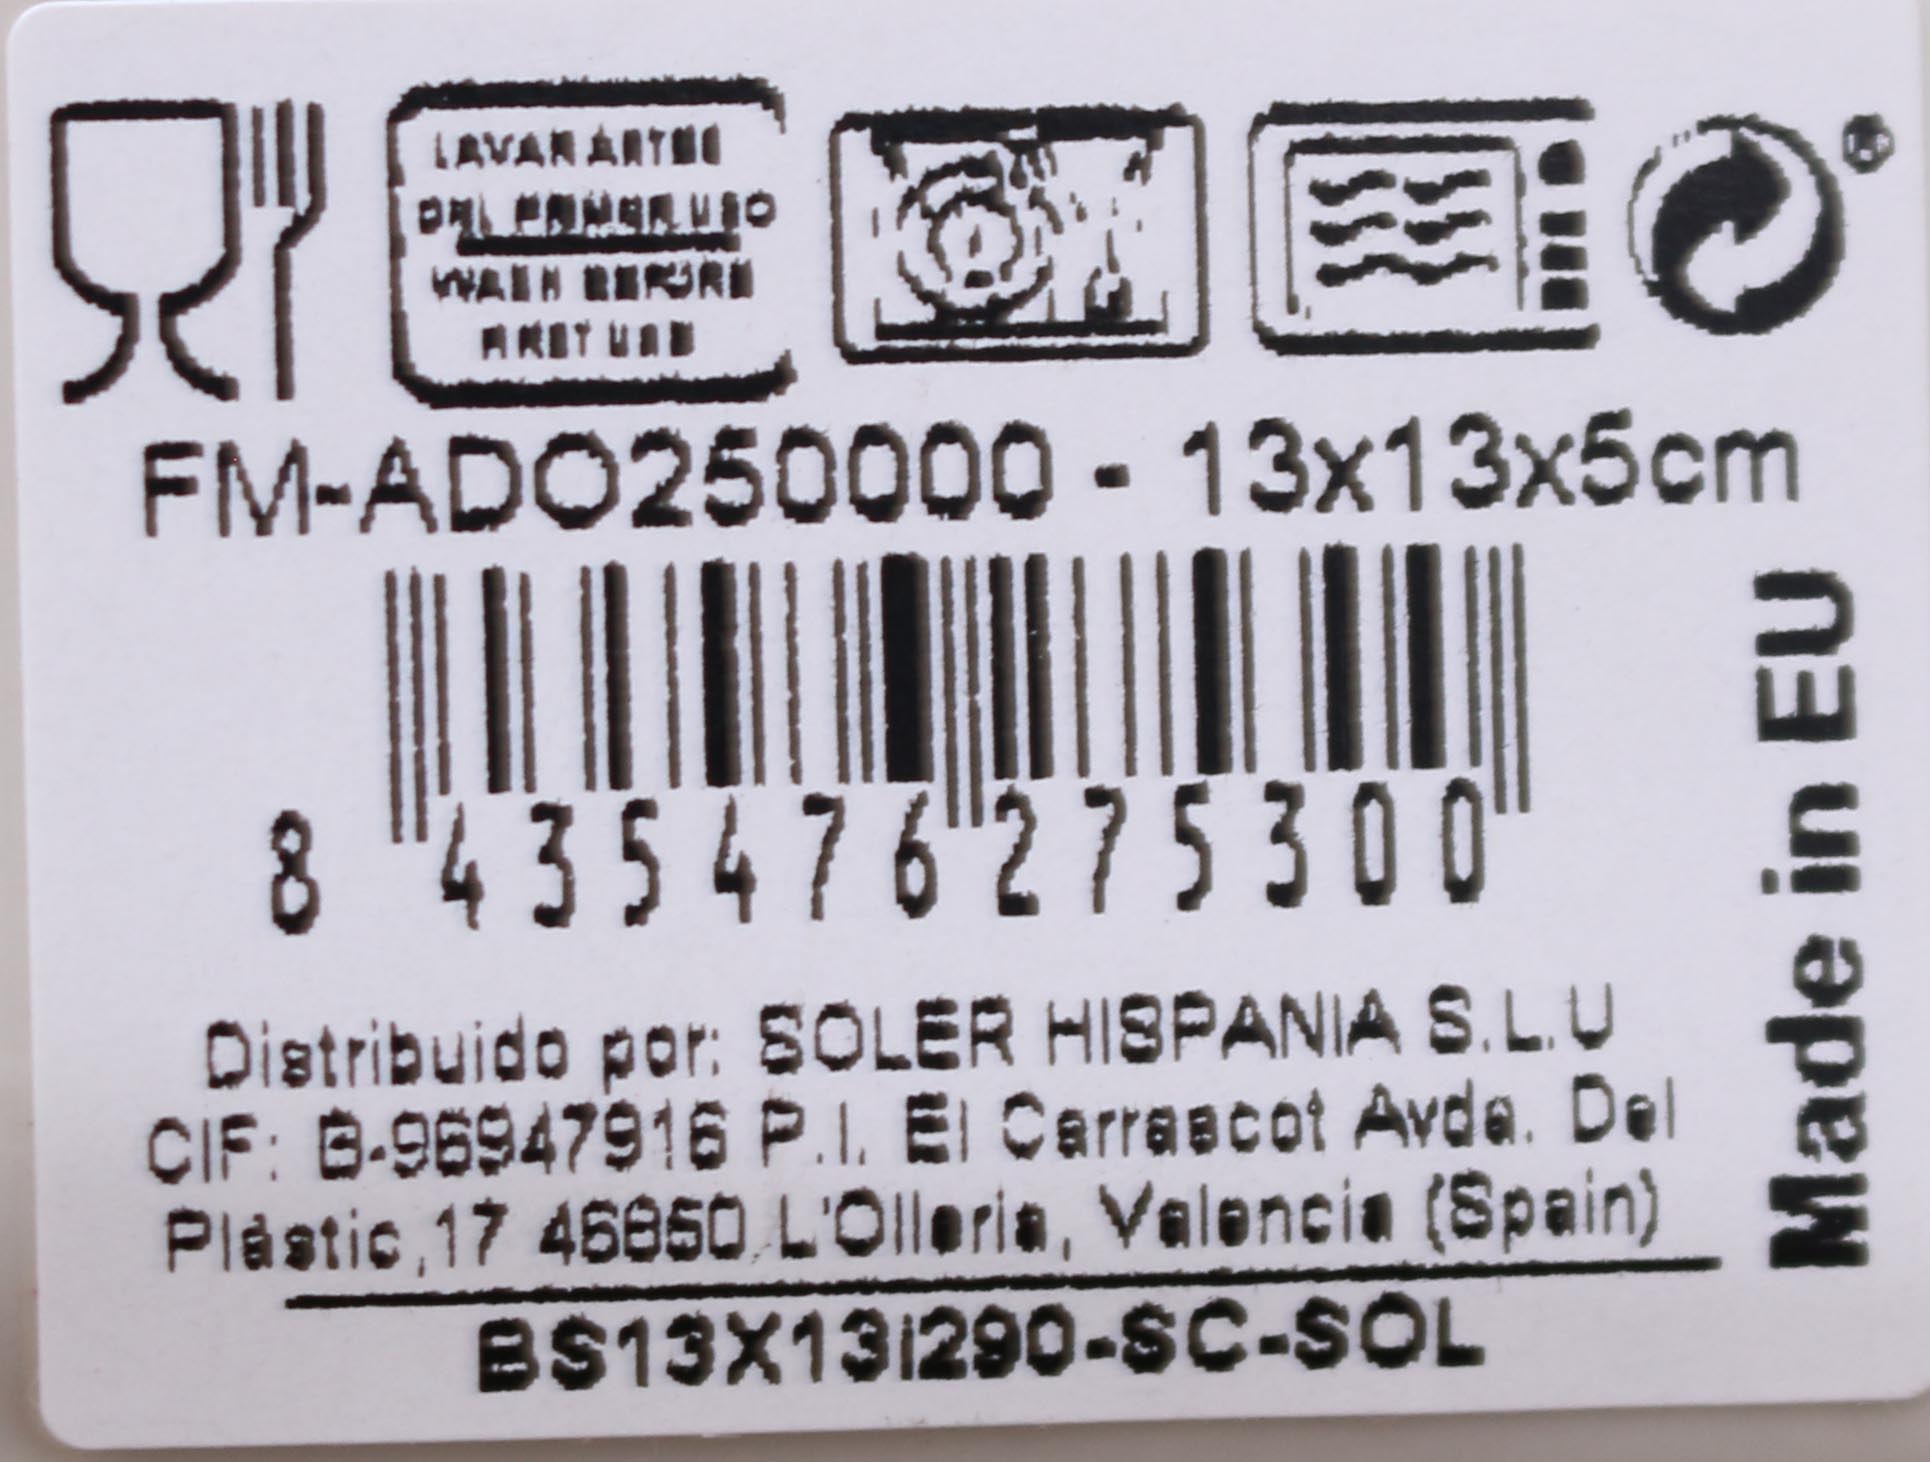 LAVAR ANTES
DEL PRIMER USO
WASH BEFORE
FIRST USE
FM-ADO250000 - 13x13x5cm
8 435476 275300
Distribuido por: SOLER HISPANIA S.L.U
CIF: B-96947916 P.I. El Carrascot Avda. Del
Plástic,17 46850 L'Olleria, Valencia (Spain)
BS13X13i290-SC-SOL
Made in EU